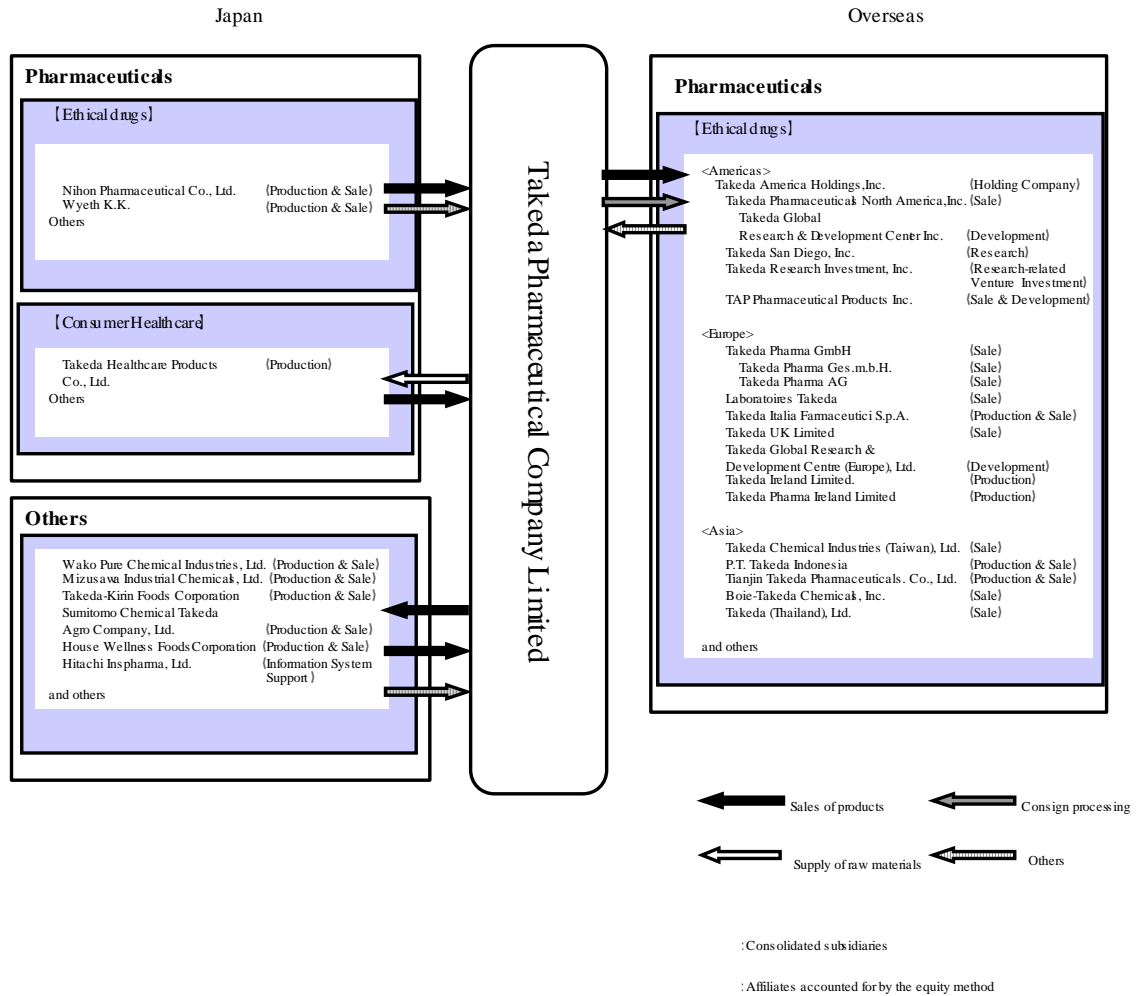 Japan
Overseas
Pharmaceuticals
【Ethical drugs】
Nihon Pharmaceutical Co., Ltd. (Production & Sale)
Wyeth K.K. (Production & Sale)
Others
【Consumer Healthcare】
Takeda Healthcare Products (Production)
Co., Ltd.
Others
Others
Wako Pure Chemical Industries, Ltd. (Production & Sale)
Mizusawa Industrial Chemicals, Ltd. (Production & Sale)
Takeda-Kirin Foods Corporation (Production & Sale)
Sumitomo Chemical Takeda
Agro Company, Ltd. (Production & Sale)
House Wellness Foods Corporation (Production & Sale)
Hitachi Inspharma, Ltd. (Information System
Support)
and others
Takeda Pharmaceutical Company Limited
Pharmaceuticals
【Ethical drugs】
<Americas>
Takeda America Holdings,Inc. (Holding Company)
Takeda Pharmaceuticals North America,Inc. (Sale)
Takeda Global
Research & Development Center Inc. (Development)
Takeda San Diego, Inc. (Research)
Takeda Research Investment, Inc. (Research-related
Venture Investment)
TAP Pharmaceutical Products Inc. (Sale & Development)
<Europe>
Takeda Pharma GmbH (Sale)
Takeda Pharma Ges.m.b.H. (Sale)
Takeda Pharma AG (Sale)
Laboratoires Takeda (Sale)
Takeda Italia Farmaceutici S.p.A. (Production & Sale)
Takeda UK Limited (Sale)
Takeda Global Research &
Development Centre (Europe), Ltd. (Development)
Takeda Ireland Limited. (Production)
Takeda Pharma Ireland Limited (Production)
<Asia>
Takeda Chemical Industries (Taiwan), Ltd. (Sale)
P.T. Takeda Indonesia (Production & Sale)
Tianjin Takeda Pharmaceuticals. Co., Ltd. (Production & Sale)
Boie-Takeda Chemicals, Inc. (Sale)
Takeda (Thailand), Ltd. (Sale)
and others
Sales of products
Consign processing
Supply of raw materials
Others
:Consolidated subsidiaries
:Affiliates accounted for by the equity method